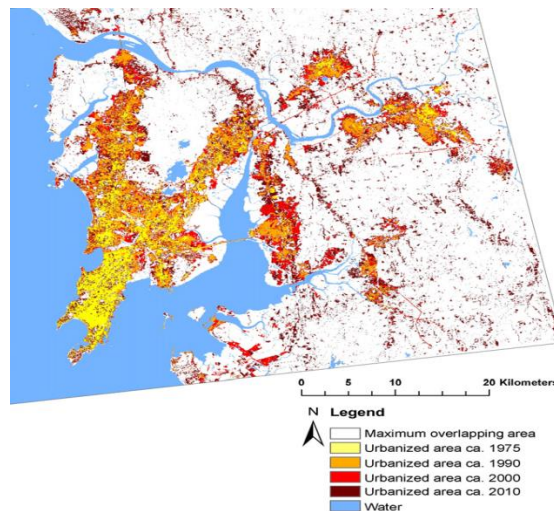 0 5 10 20 Kilometers
N Legend
Maximum overlapping area
Urbanized area ca. 1975
Urbanized area ca. 1990
Urbanized area ca. 2000
Urbanized area ca. 2010
Water